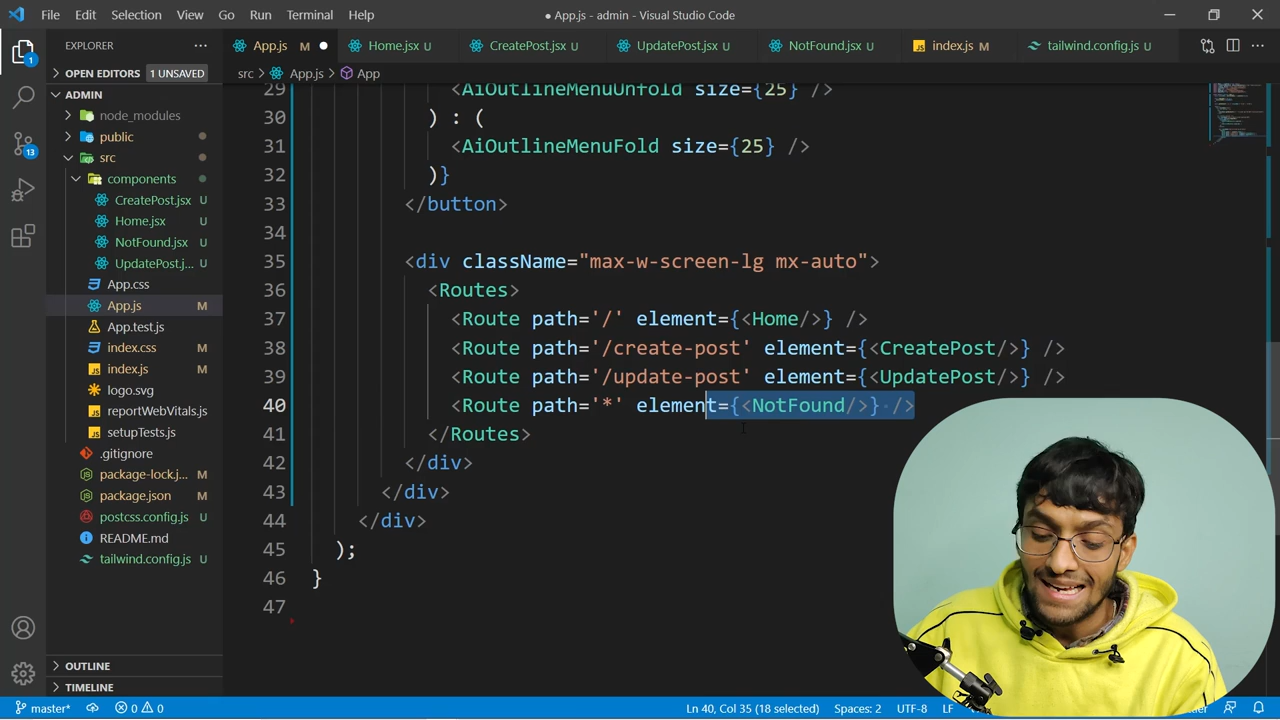 File Edit Selection View Go Run Terminal Help
● App.js - admin - Visual Studio Code
EXPLORER
App.js M
Home.jsx U
CreatePost.jsx U
UpdatePost.jsx U
NotFound.jsx U
index.js M
tailwind.config.js U
OPEN EDITORS 1 UNSAVED
src > App.js > App
ADMIN
node_modules
public
src
components
CreatePost.jsx U
Home.jsx U
NotFound.jsx U
UpdatePost.j... U
App.css
App.js M
App.test.js
index.css M
index.js M
logo.svg
reportWebVitals.js
setupTests.js
.gitignore
package-lock.j... M
package.json M
postcss.config.js U
README.md
tailwind.config.js U
OUTLINE
TIMELINE
1
13
29 <AiOutlineMenuUnfold size={25} />
30 ) : (
31 <AiOutlineMenuFold size={25} />
32 )}
33 </button>
34
35 <div className="max-w-screen-lg mx-auto">
36 <Routes>
37 <Route path='/' element={<Home/>} />
38 <Route path='/create-post' element={<CreatePost/>} />
39 <Route path='/update-post' element={<UpdatePost/>} />
40 <Route path='*' element={<NotFound/>} />
41 </Routes>
42 </div>
43 </div>
44 </div>
45 );
46 }
47
master* 0 0 Ln 40, Col 35 (18 selected) Spaces: 2 UTF-8 LF